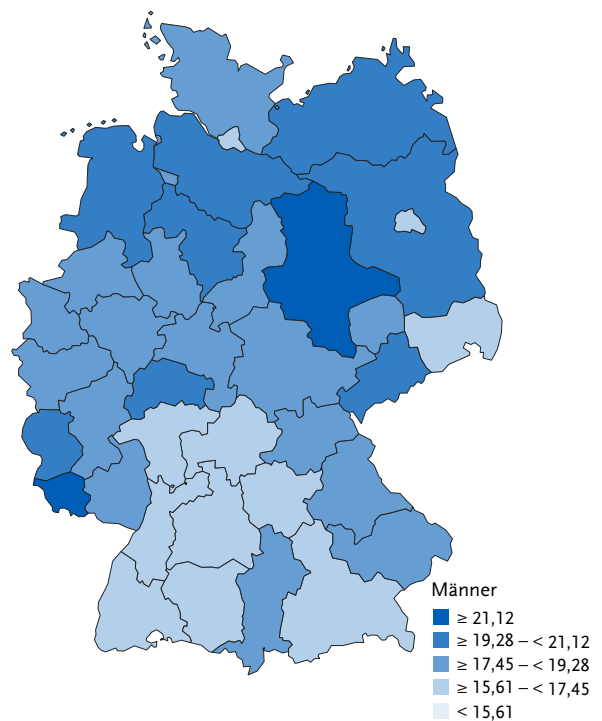 Männer
≥ 21,12
≥ 19,28 – < 21,12
≥ 17,45 – < 19,28
≥ 15,61 – < 17,45
< 15,61